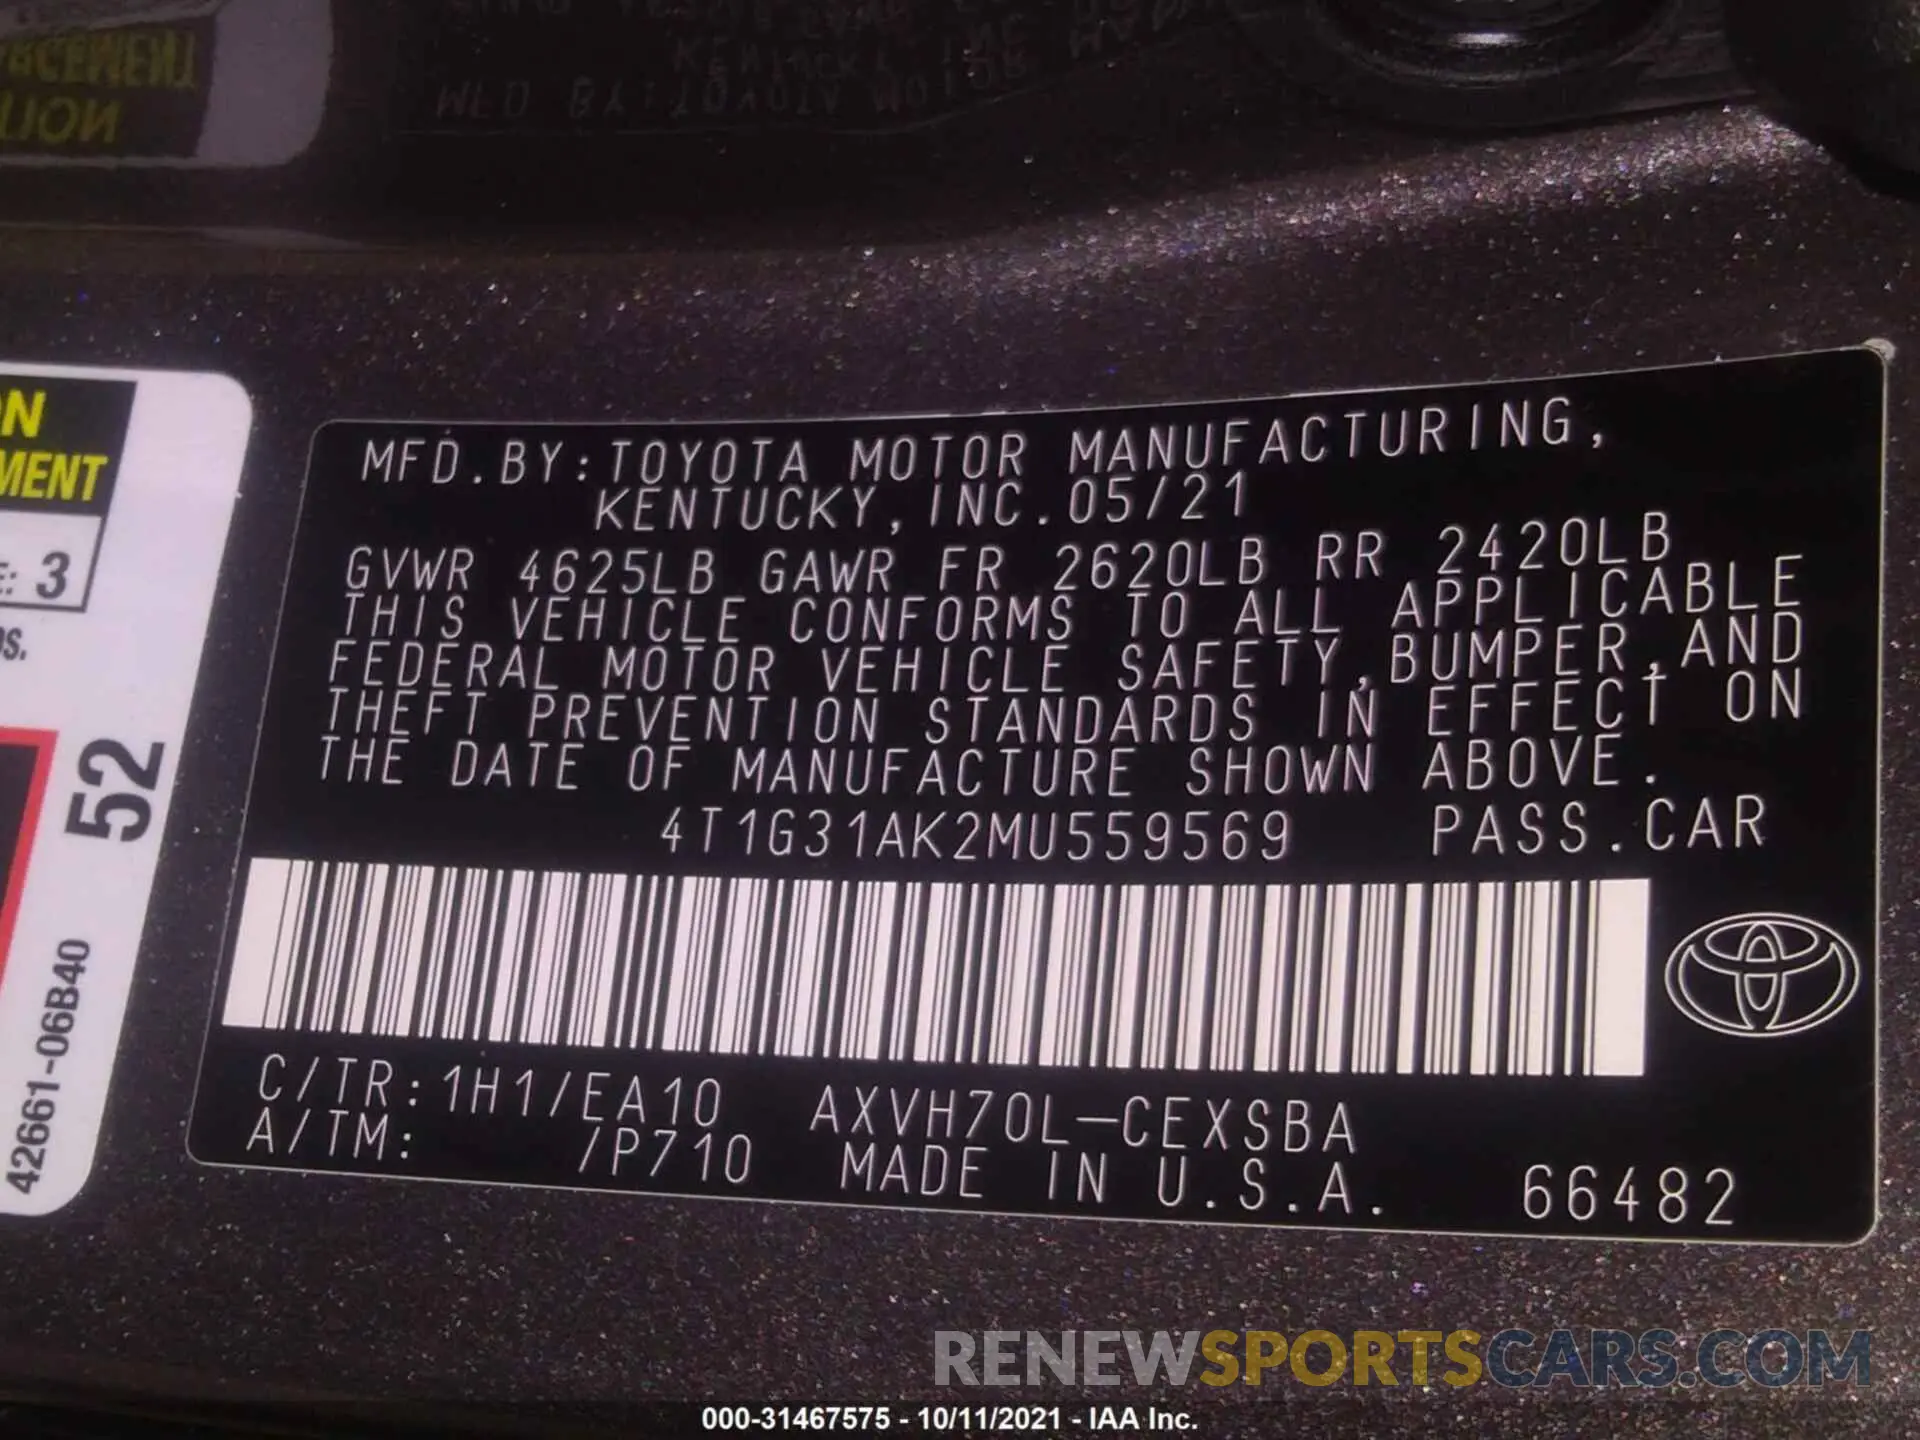 ON
MENT
E: 3
DS.
52
42661-06B40
MFD.BY:TOYOTA MOTOR MANUFACTURING,
KENTUCKY,INC.05/21
GVWR 4625LB GAWR FR 2620LB RR 2420LB
THIS VEHICLE CONFORMS TO ALL APPLICABLE
FEDERAL MOTOR VEHICLE SAFETY,BUMPER,AND
THEFT PREVENTION STANDARDS IN EFFECT ON
THE DATE OF MANUFACTURE SHOWN ABOVE.
4T1G31AK2MU559569 PASS.CAR
C/TR:1H1/EA10 AXVH70L-CEXSBA
A/TM: /P710 MADE IN U.S.A. 66482
RENEWSPORTSCARS.COM
000-31467575 - 10/11/2021 - IAA Inc.